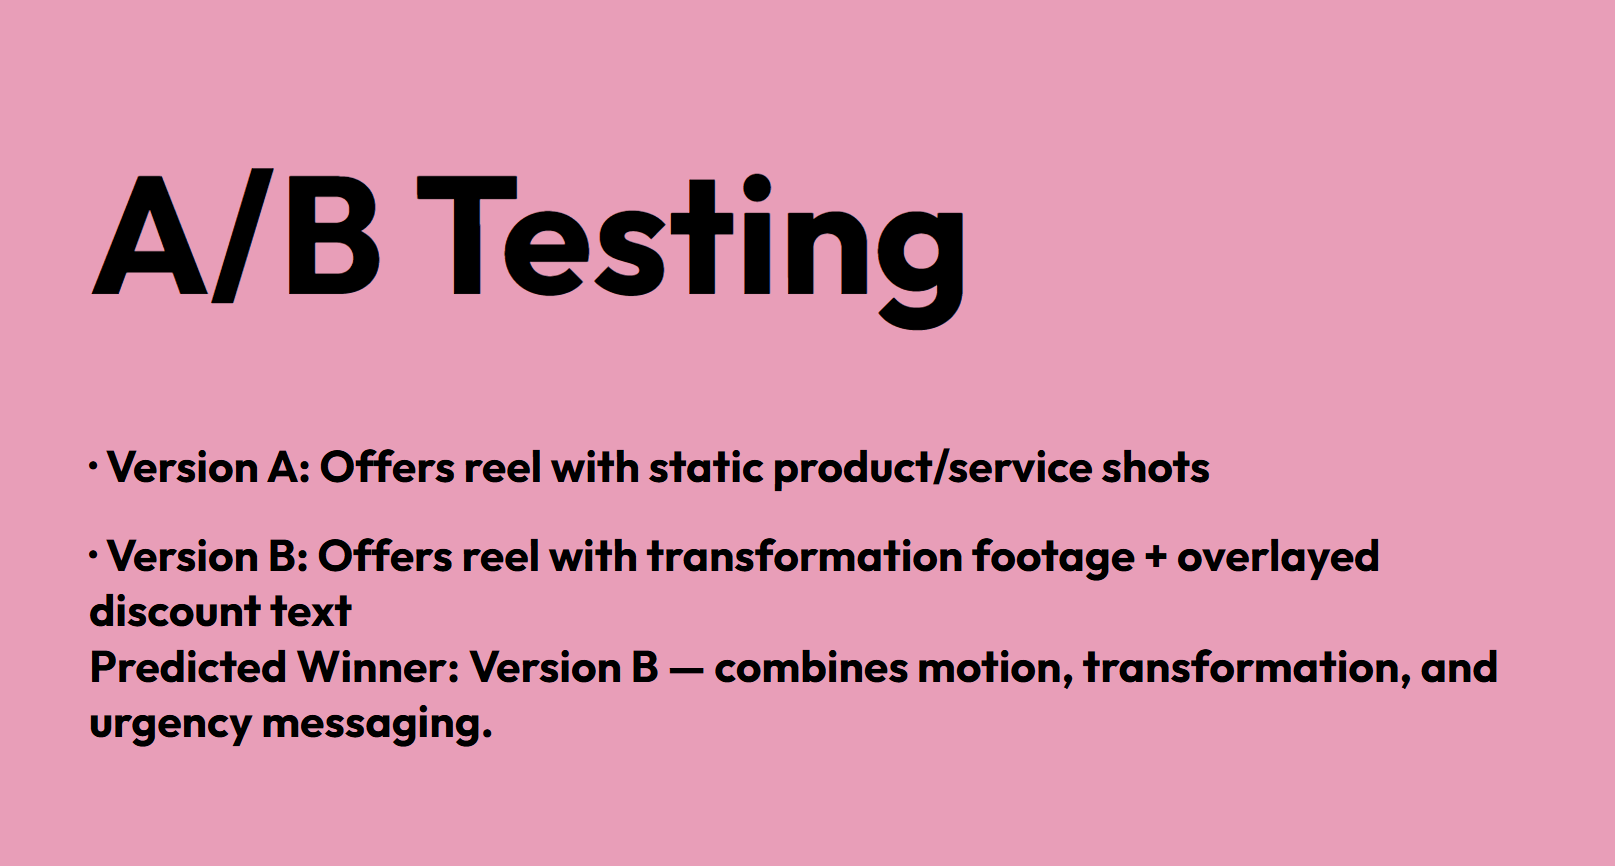 A/B Testing
· Version A: Offers reel with static product/service shots
· Version B: Offers reel with transformation footage + overlayed
discount text
Predicted Winner: Version B — combines motion, transformation, and
urgency messaging.